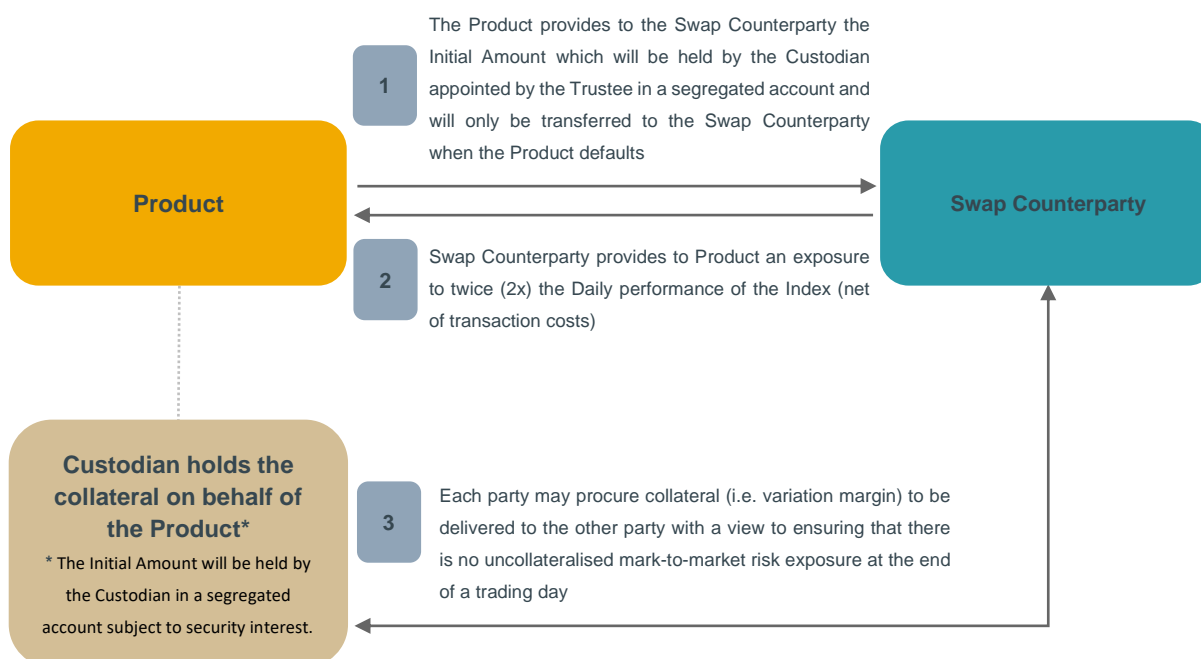 The Product provides to the Swap Counterparty the
Initial Amount which will be held by the Custodian
appointed by the Trustee in a segregated account and
will only be transferred to the Swap Counterparty
when the Product defaults
1
Product
Swap Counterparty
2
Swap Counterparty provides to Product an exposure
to twice (2x) the Daily performance of the Index (net
of transaction costs)
Custodian holds the
collateral on behalf of
the Product*
* The Initial Amount will be held by
the Custodian in a segregated
account subject to security interest.
3
Each party may procure collateral (i.e. variation margin) to be
delivered to the other party with a view to ensuring that there
is no uncollateralised mark-to-market risk exposure at the end
of a trading day